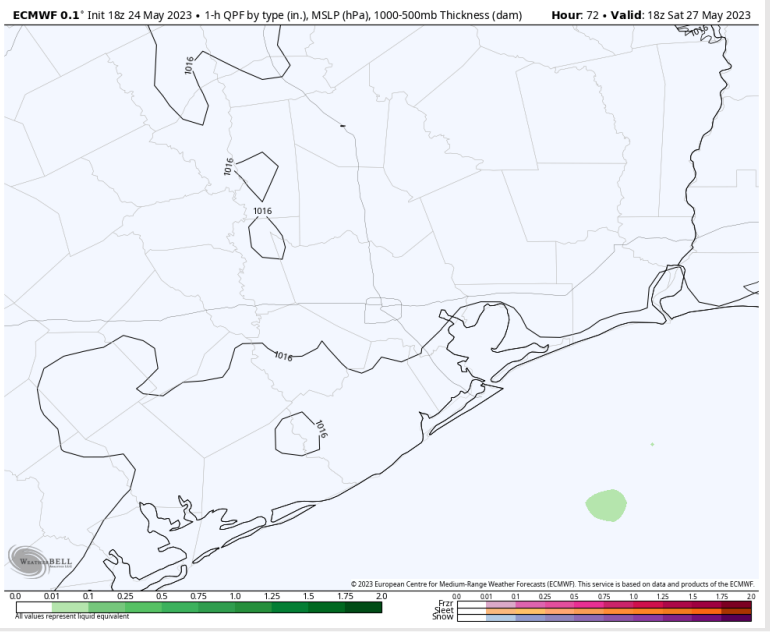 ECMWF 0.1° Init 18z 24 May 2023 • 1-h QPF by type (in.), MSLP (hPa), 1000-500mb Thickness (dam) Hour: 72 • Valid: 18z Sat 27 May 2023
1016
1016
1016
1016
1016
1016
WEATHERBELL
© 2023 European Centre for Medium-Range Weather Forecasts (ECMWF). This service is based on data and products of the ECMWF.
0.0 0.01 0.1 0.25 0.5 0.75 1.0 1.25 1.5 1.75 2.0
All values represent liquid equivalent
0.0 0.01 0.1 0.25 0.5 0.75 1.0 1.25 1.5 1.75 2.0
Frzr
Sleet
Snow